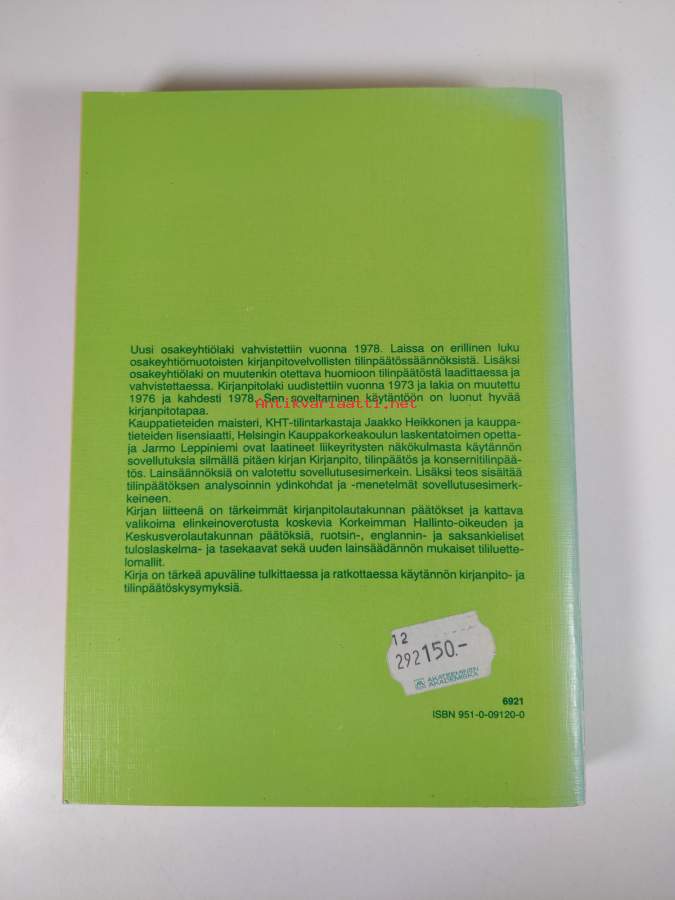 Uusi osakeyhtiölaki vahvistettiin vuonna 1978. Laissa on erillinen luku
osakeyhtiömuotoisten kirjanpitovelvollisten tilinpäätössäännöksistä. Lisäksi
osakeyhtiölaki on muutenkin otettava huomioon tilinpäätöstä laadittaessa ja
vahvistettaessa. Kirjanpitolaki uudistettiin vuonna 1973 ja lakia on muutettu
1976 ja kahdesti 1978. Sen soveltaminen käytäntöön on luonut hyvää
kirjanpitotapaa.
Antikvariaatti.net
Kauppatieteiden maisteri, KHT-tilintarkastaja Jaakko Heikkonen ja kauppa-
tieteiden lisensiaatti, Helsingin Kauppakorkeakoulun laskentatoimen opetta-
ja Jarmo Leppiniemi ovat laatineet liikeyritysten näkökulmasta käytännön
sovellutuksia silmällä pitäen kirjan Kirjanpito, tilinpäätös ja konsernitilinpää-
tös. Lainsäännöksiä on valotettu sovellutusesimerkein. Lisäksi teos sisältää
tilinpäätöksen analysoinnin ydinkohdat ja -menetelmät sovellutusesimerk-
keineen.
Kirjan liitteenä on tärkeimmät kirjanpitolautakunnan päätökset ja kattava
valikoima elinkeinoverotusta koskevia Korkeimman Hallinto-oikeuden ja
Keskusverolautakunnan päätöksiä, ruotsin-, englannin- ja saksankieliset
tuloslaskelma- ja tasekaavat sekä uuden lainsäädännön mukaiset tililuette-
lomallit.
Kirja on tärkeä apuväline tulkittaessa ja ratkottaessa käytännön kirjanpito- ja
tilinpäätöskysymyksiä.
12
292150.-
AKATEEMINEN
AKADEMISKA
6921
ISBN 951-0-09120-0